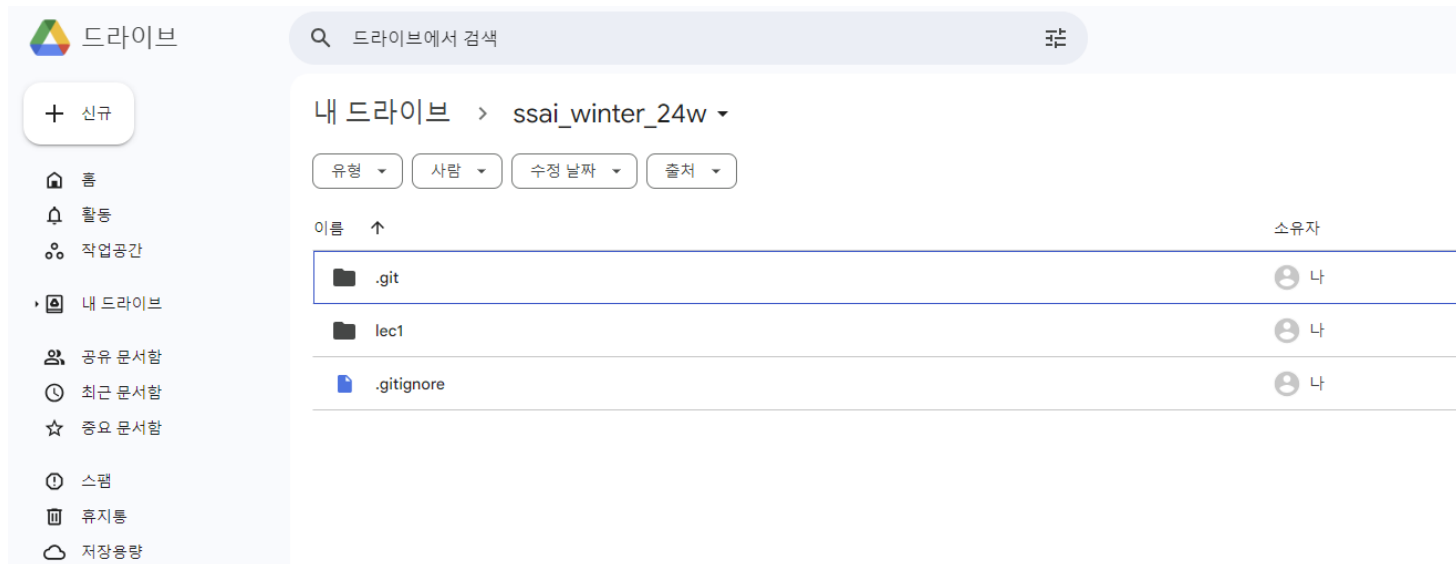 드라이브
드라이브에서 검색
신규
내 드라이브 > ssai_winter_24w
유형 사람 수정 날짜 출처
홈
활동
작업공간
내 드라이브
공유 문서함
최근 문서함
중요 문서함
스팸
휴지통
저장용량
이름 소유자
.git 나
lec1 나
.gitignore 나